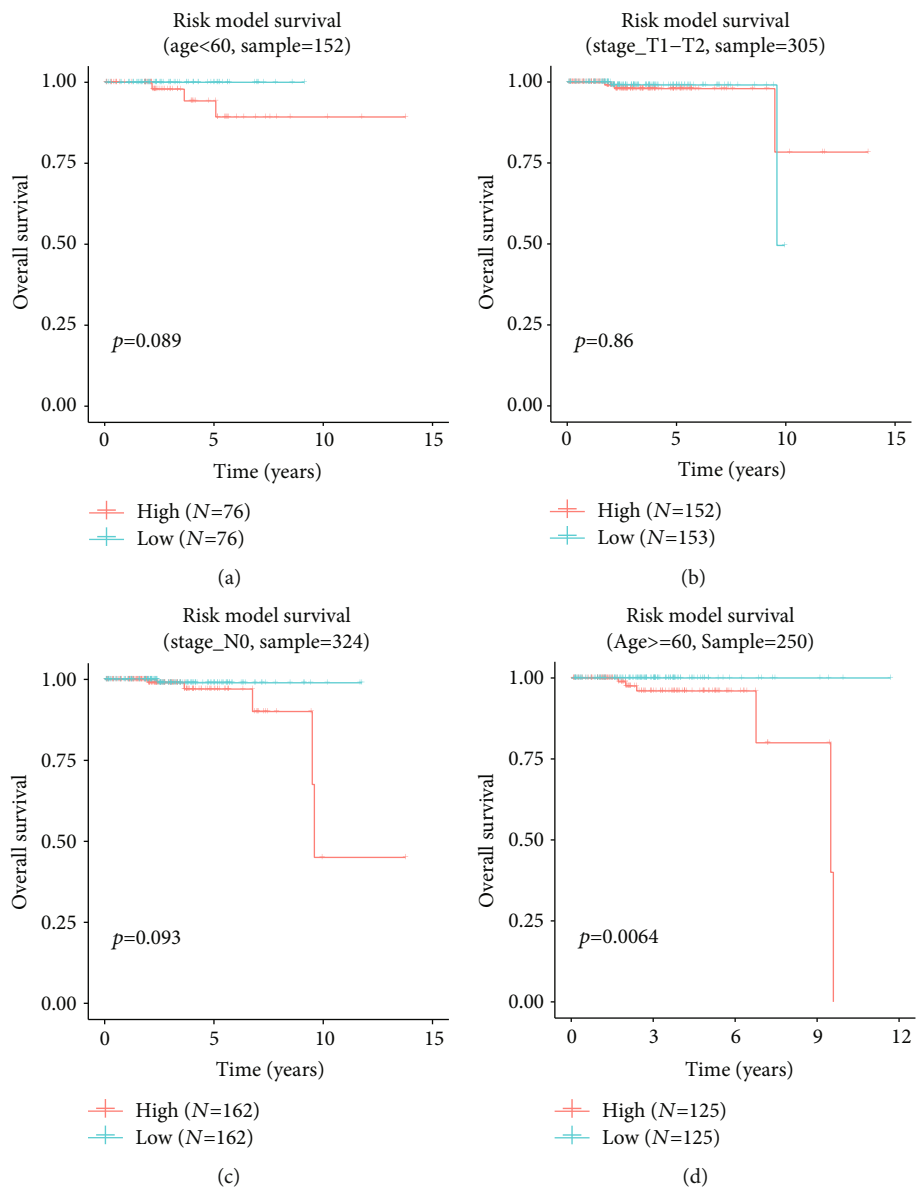 Risk model survival
(age<60, sample=152)
1.00
0.75
0.50
0.25
0.00
Overall survival
p=0.089
0 5 10 15
Time (years)
High (N=76)
Low (N=76)
(a)
Risk model survival
(stage_T1–T2, sample=305)
1.00
0.75
0.50
0.25
0.00
Overall survival
p=0.86
0 5 10 15
Time (years)
High (N=152)
Low (N=153)
(b)
Risk model survival
(stage_N0, sample=324)
1.00
0.75
0.50
0.25
0.00
Overall survival
p=0.093
0 5 10 15
Time (years)
High (N=162)
Low (N=162)
(c)
Risk model survival
(Age>=60, Sample=250)
1.00
0.75
0.50
0.25
0.00
Overall survival
p=0.0064
0 3 6 9 12
Time (years)
High (N=125)
Low (N=125)
(d)